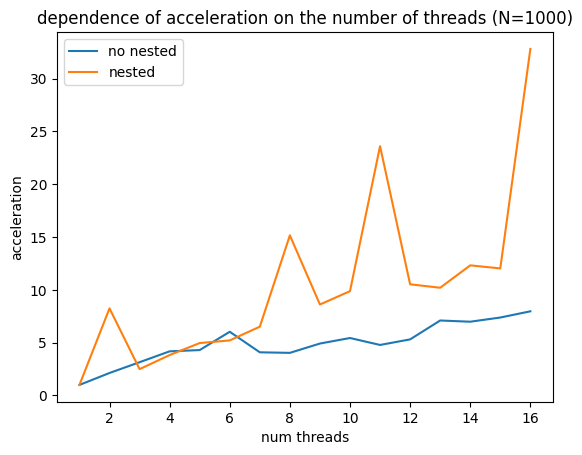 dependence of acceleration on the number of threads (N=1000)
no nested
nested
acceleration
30
25
20
15
10
5
0
2 4 6 8 10 12 14 16
num threads